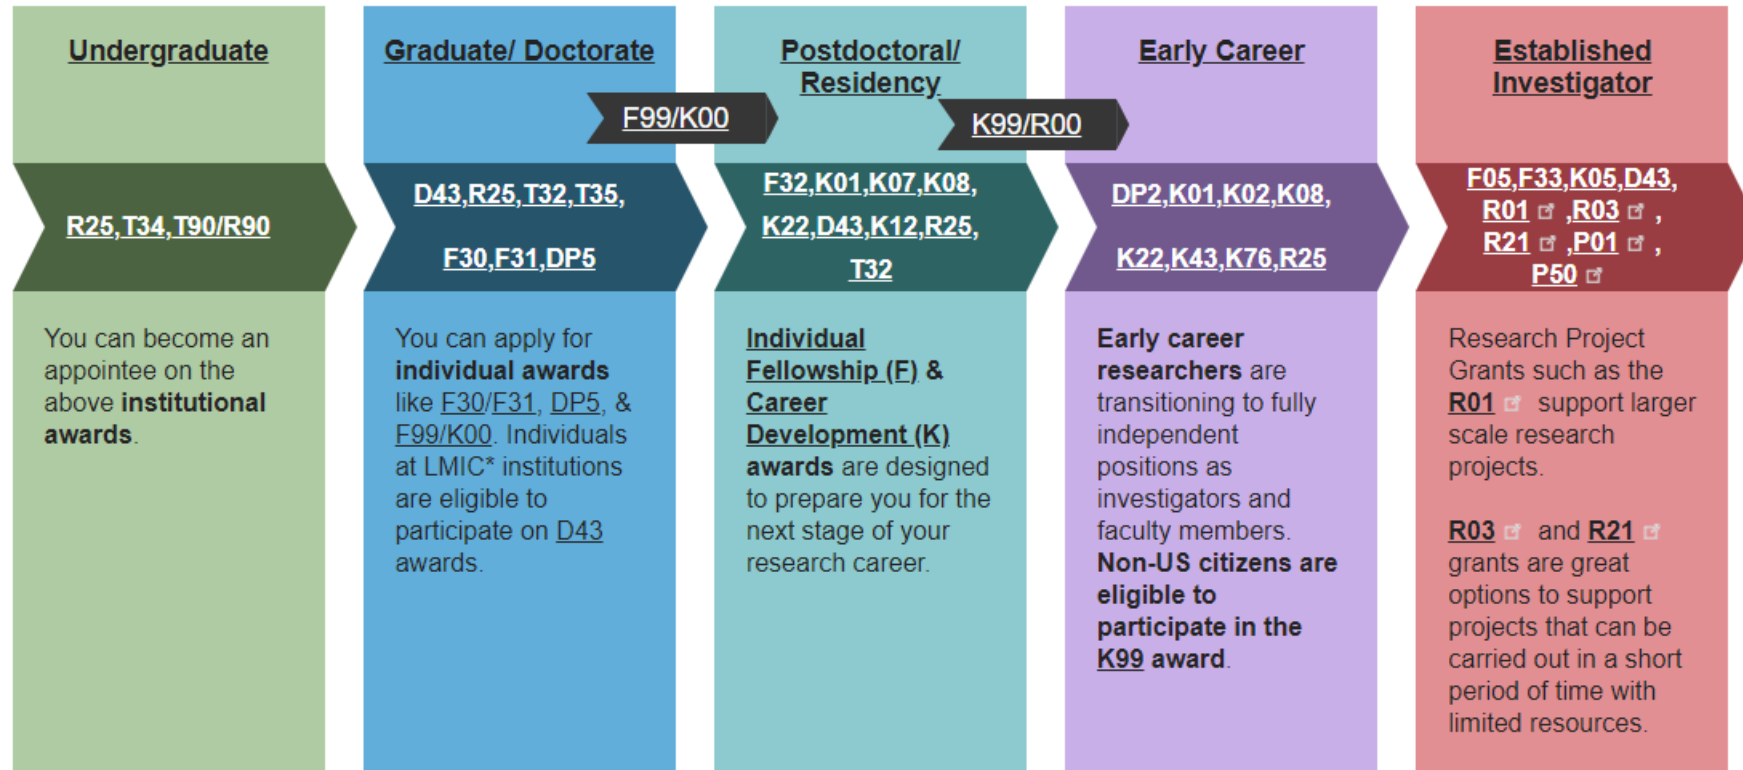 Undergraduate
R25,T34,T90/R90
You can become an
appointee on the
above institutional
awards.
Graduate/ Doctorate
F99/K00
D43,R25,T32,T35,
F30,F31,DP5
You can apply for
individual awards
like F30/F31, DP5, &
F99/K00. Individuals
at LMIC* institutions
are eligible to
participate on D43
awards.
Postdoctoral/
Residency
K99/R00
F32,K01,K07,K08,
K22,D43,K12,R25,
T32
Individual
Fellowship (F) &
Career
Development (K)
awards are designed
to prepare you for the
next stage of your
research career.
Early Career
DP2,K01,K02,K08,
K22,K43,K76,R25
Early career
researchers are
transitioning to fully
independent
positions as
investigators and
faculty members.
Non-US citizens are
eligible to
participate in the
K99 award.
Established
Investigator
F05,F33,K05,D43,
R01 ,R03 ,
R21 ,P01 ,
P50
Research Project
Grants such as the
R01 support larger
scale research
projects.
R03 and R21
grants are great
options to support
projects that can be
carried out in a short
period of time with
limited resources.